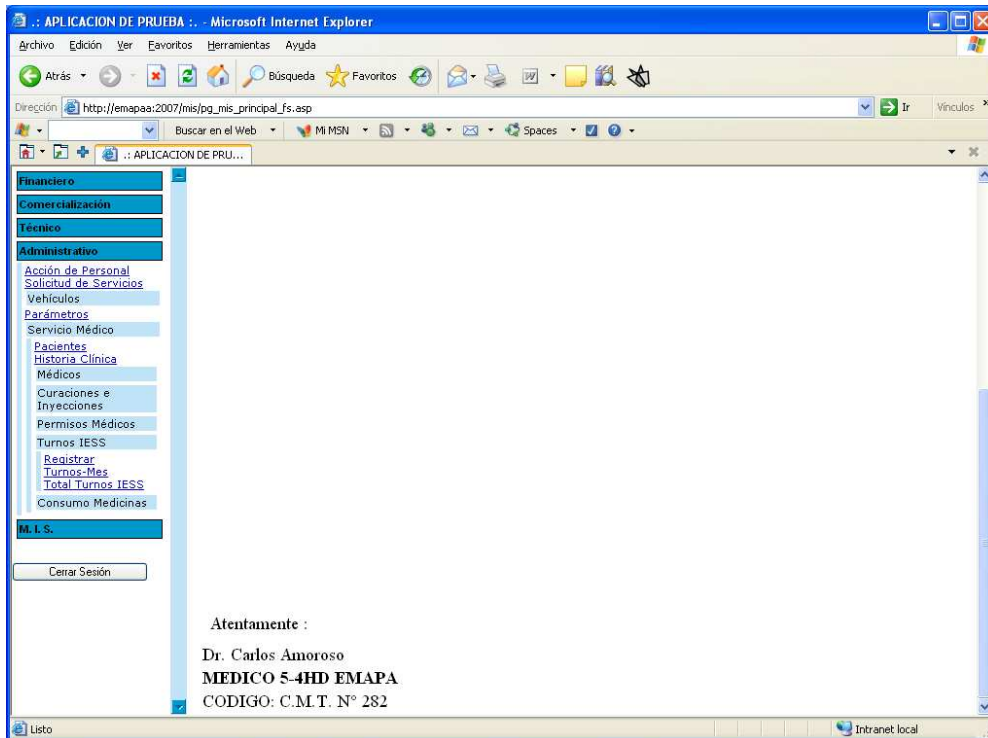 .: APLICACION DE PRUEBA :. - Microsoft Internet Explorer
Archivo Edición Ver Favoritos Herramientas Ayuda
Atrás Búsqueda Favoritos
Dirección http://emapaa:2007/mis/pg_mis_principal_fs.asp Ir Vínculos »
Buscar en el Web Mi MSN Spaces
.: APLICACION DE PRU...
Financiero
Comercialización
Técnico
Administrativo
Acción de Personal
Solicitud de Servicios
Vehículos
Parámetros
Servicio Médico
Pacientes
Historia Clínica
Médicos
Curaciones e
Inyecciones
Permisos Médicos
Turnos IESS
Registrar
Turnos-Mes
Total Turnos IESS
Consumo Medicinas
M. I. S.
Cerrar Sesión
Atentamente :
Dr. Carlos Amoroso
MEDICO 5-4HD EMAPA
CODIGO: C.M.T. N° 282
Listo Intranet local